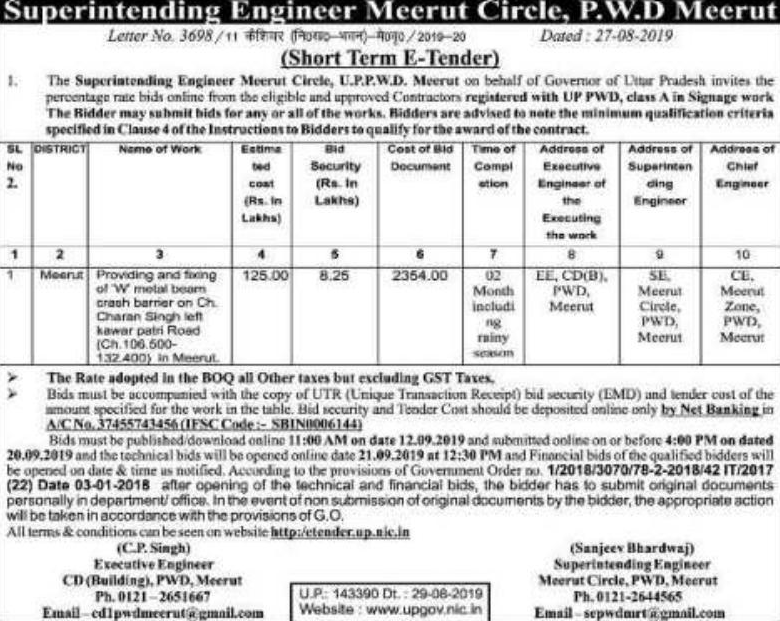 Superintending Engineer Meerut Circle, P.W.D Meerut
Letter No. 3698/11 कैशियर (नि०ख०-भवन)-मे०वृ०/2019-20 Dated : 27-08-2019
(Short Term E-Tender)
1. The Superintending Engineer Meerut Circle, U.P.P.W.D. Meerut on behalf of Governor of Uttar Pradesh invites the
percentage rate bids online from the eligible and approved Contractors registered with UP PWD, class A in Signage work
The Bidder may submit bids for any or all of the works. Bidders are advised to note the minimum qualification criteria
specified in Clause 4 of the Instructions to Bidders to qualify for the award of the contract.
SL DISTRICT Name of Work Estima Bid Cost of Bid Time of Address of Address of Address of
No ted Security Document Compl Executive Superinten Chief
2. cost (Rs. In etion Engineer of ding Engineer
(Rs. In Lakhs) the Engineer
Lakhs) Executing
the work
1 2 3 4 5 6 7 8 9 10
1 Meerut Providing and fixing 125.00 8.25 2354.00 02 EE, CD(B), SE, CE,
of 'W' metal beam Month PWD, Meerut Meerut
crash barrier on Ch. includi Meerut Circle, Zone,
Charan Singh left ng PWD, PWD,
kawar patri Road rainy Meerut Meerut
(Ch.106.500- season
132.400) In Meerut.
➢ The Rate adopted in the BOQ all Other taxes but excluding GST Taxes,
➢ Bids must be accompanied with the copy of UTR (Unique Transaction Receipt) bid security (EMD) and tender cost of the
amount specified for the work in the table. Bid security and Tender Cost should be deposited online only by Net Banking in
A/C No. 37455743456 (IFSC Code:- SBIN0006144)
Bids must be published/download online 11:00 AM on date 12.09.2019 and submitted online on or before 4:00 PM on dated
20.09.2019 and the technical bids will be opened online date 21.09.2019 at 12:30 PM and Financial bids of the qualified bidders will
be opened on date & time as notified. According to the provisions of Government Order no. 1/2018/3070/78-2-2018/42 IT/2017
(22) Date 03-01-2018 after opening of the technical and financial bids, the bidder has to submit original documents
personally in department/ office. In the event of non submission of original documents by the bidder, the appropriate action
will be taken in accordance with the provisions of G.O.
All terms & conditions can be seen on website http:/etender.up.nic.in
(C.P. Singh)
Executive Engineer
CD (Building), PWD, Meerut
Ph. 0121-2651667
Email-cd1pwdmeerut@gmail.com
U.P.: 143390 Dt. : 29-08-2019
Website : www.upgov.nic.in
(Sanjeev Bhardwaj)
Superintending Engineer
Meerut Circle, PWD, Meerut
Ph. 0121-2644565
Email-sepwdmrt@gmail.com